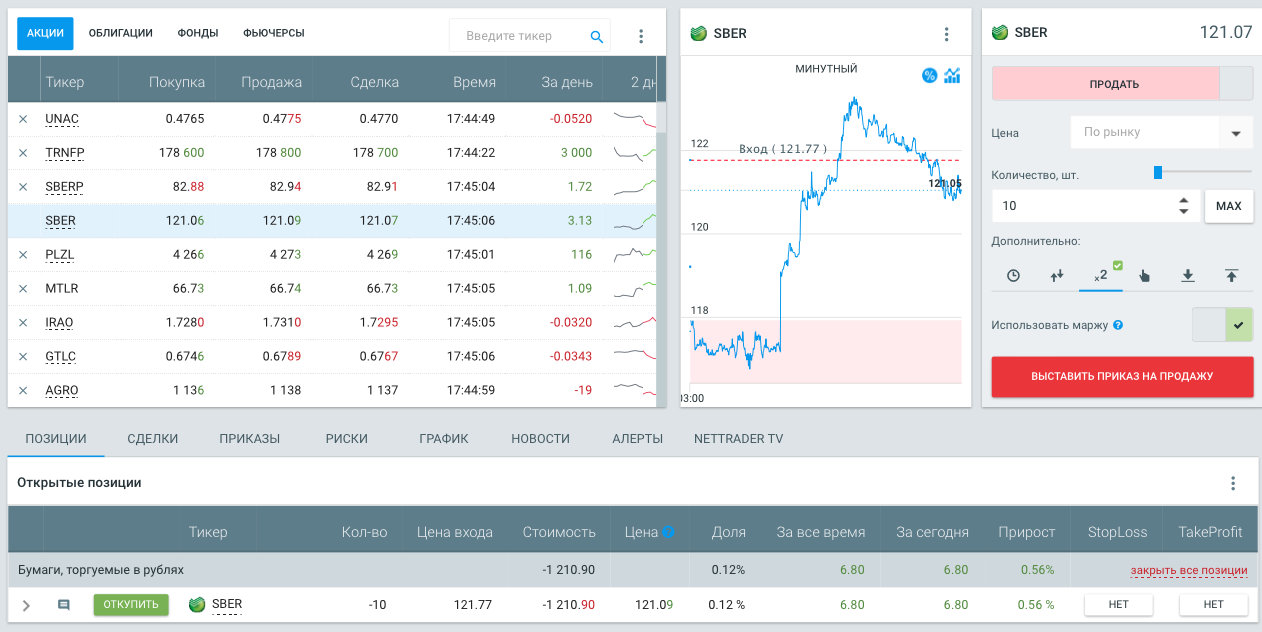 АКЦИИ ОБЛИГАЦИИ ФОНДЫ ФЬЮЧЕРСЫ Введите тикер
Тикер Покупка Продажа Сделка Время За день 2 дн
UNAC 0.4765 0.4775 0.4770 17:44:49 -0.0520
TRNFP 178 600 178 800 178 700 17:44:22 3 000
SBERP 82.88 82.94 82.91 17:45:04 1.72
SBER 121.06 121.09 121.07 17:45:06 3.13
PLZL 4 266 4 273 4 269 17:45:01 116
MTLR 66.73 66.74 66.73 17:45:05 1.09
IRAO 1.7280 1.7310 1.7295 17:45:05 -0.0320
GTLC 0.6746 0.6789 0.6767 17:45:06 -0.0343
AGRO 1 136 1 138 1 137 17:44:59 -19
SBER
МИНУТНЫЙ
%
122
Вход ( 121.77 )
121.05
120
118
03:00
SBER 121.07
ПРОДАТЬ
Цена По рынку
Количество, шт.
10 MAX
Дополнительно:
x2
Использовать маржу ?
ВЫСТАВИТЬ ПРИКАЗ НА ПРОДАЖУ
ПОЗИЦИИ СДЕЛКИ ПРИКАЗЫ РИСКИ ГРАФИК НОВОСТИ АЛЕРТЫ NETTRADER TV
Открытые позиции
Тикер Кол-во Цена входа Стоимость Цена ? Доля За все время За сегодня Прирост StopLoss TakeProfit
Бумаги, торгуемые в рублях -1 210.90 0.12% 6.80 6.80 0.56% закрыть все позиции
ОТКУПИТЬ SBER -10 121.77 -1 210.90 121.09 0.12 % 6.80 6.80 0.56 % НЕТ НЕТ